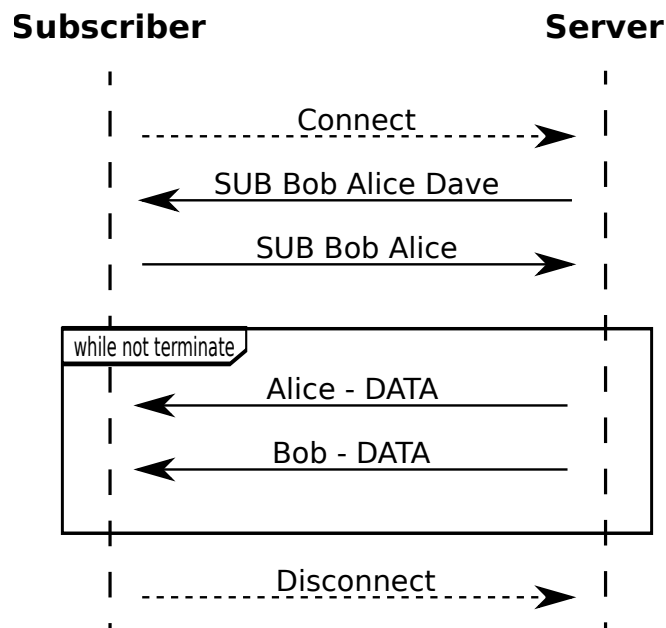 Subscriber Server
Connect
SUB Bob Alice Dave
SUB Bob Alice
while not terminate
Alice - DATA
Bob - DATA
Disconnect